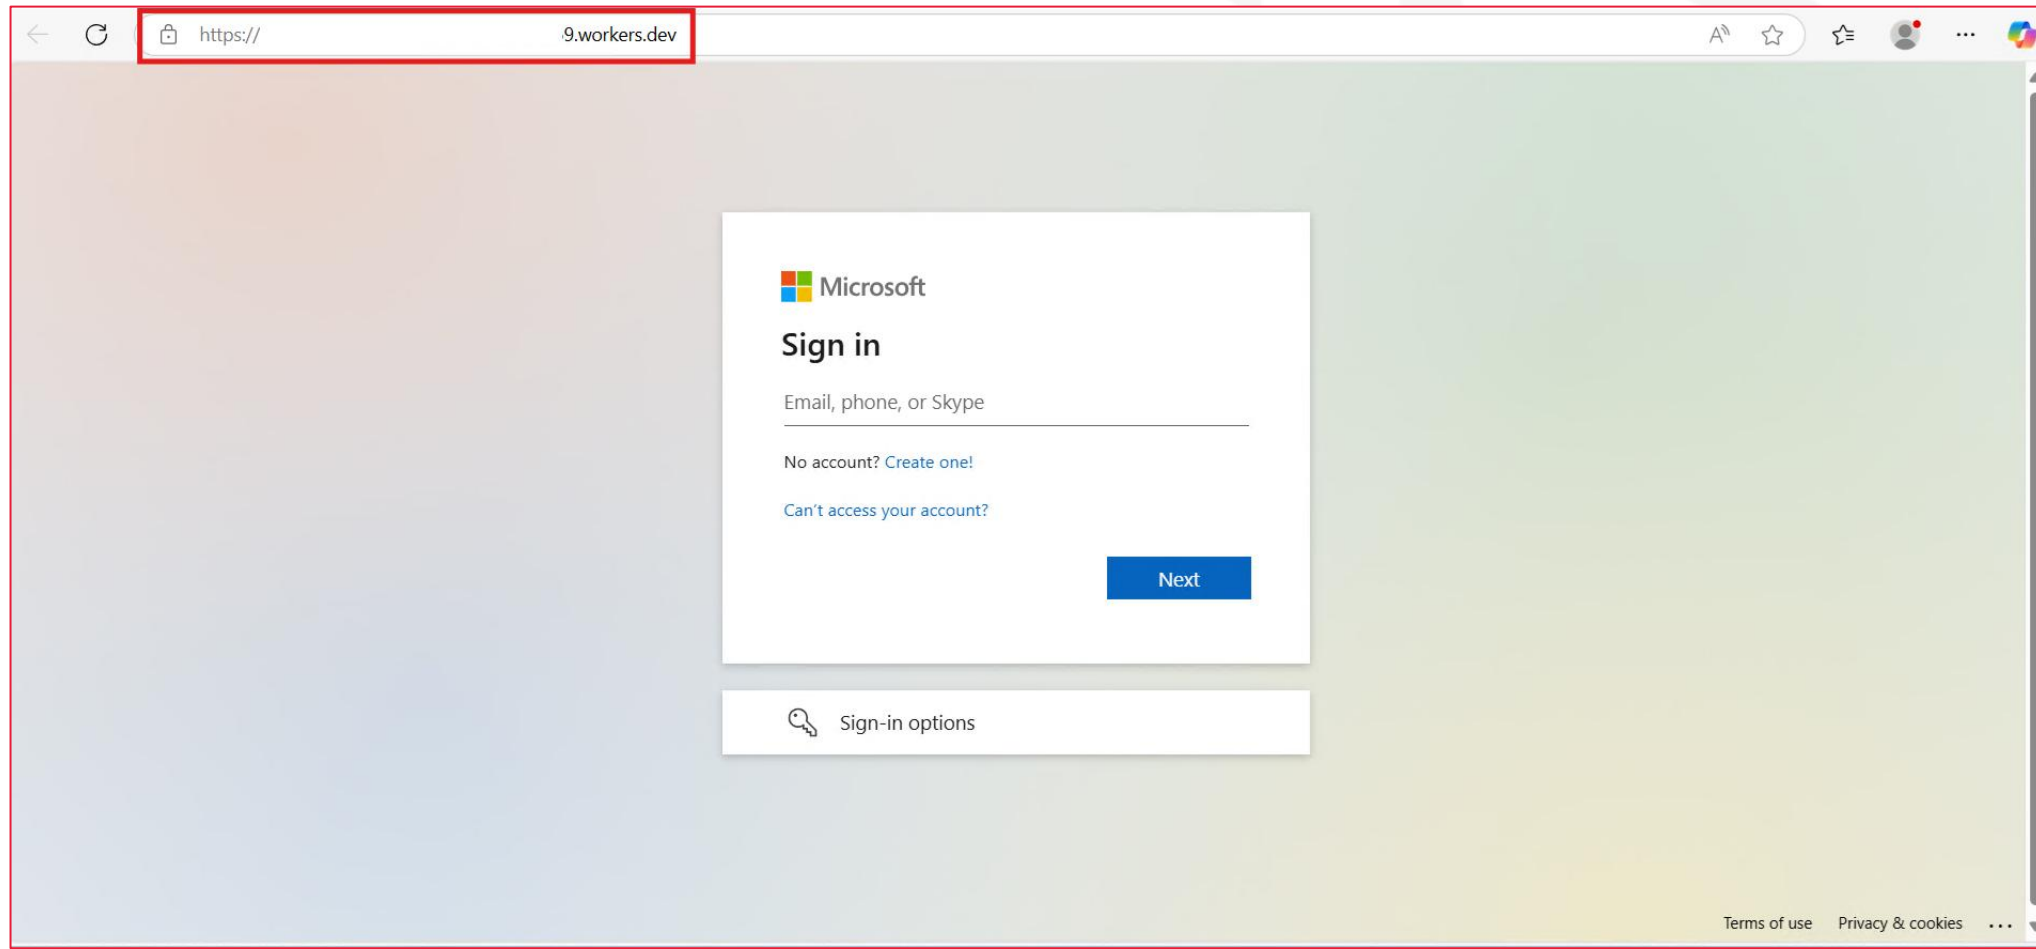 https:// 9.workers.dev
Microsoft
Sign in
Email, phone, or Skype
No account? Create one!
Can't access your account?
Next
Sign-in options
Terms of use Privacy & cookies ...